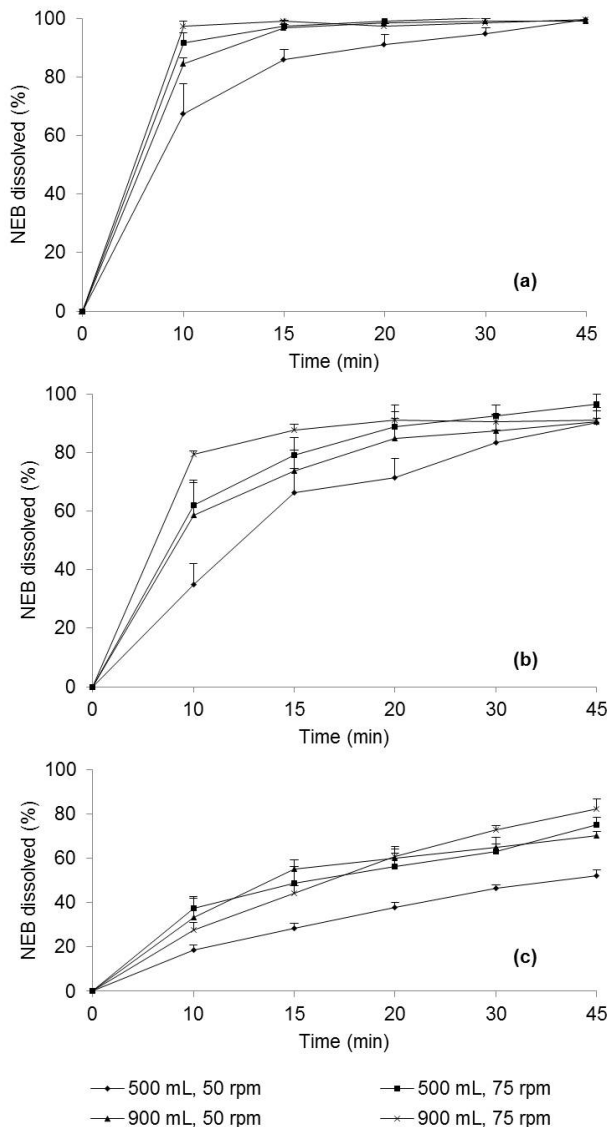 100
80
60
40
20
0
NEB dissolved (%)
(a)
0 10 15 20 30 45
Time (min)
100
80
60
40
20
0
NEB dissolved (%)
(b)
0 10 15 20 30 45
Time (min)
100
80
60
40
20
0
NEB dissolved (%)
(c)
0 10 15 20 30 45
Time (min)
500 mL, 50 rpm 500 mL, 75 rpm
900 mL, 50 rpm 900 mL, 75 rpm